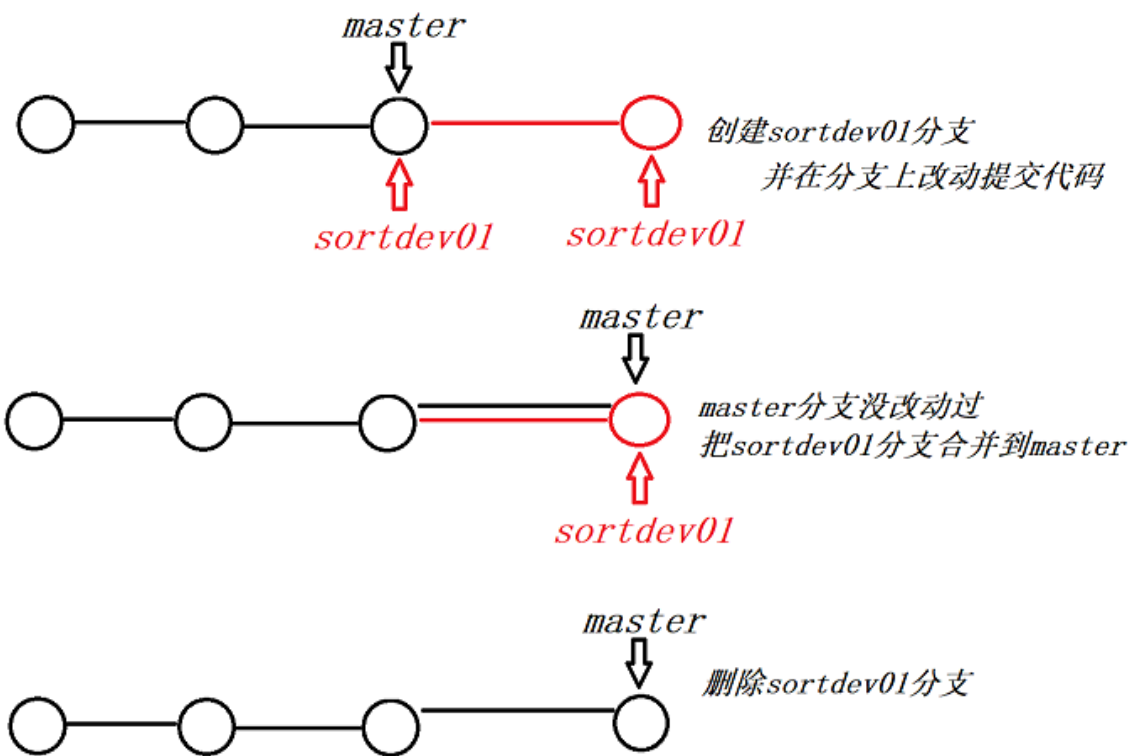 master
创建sortdev01分支
并在分支上改动提交代码
sortdev01
sortdev01
master
master分支没改动过
把sortdev01分支合并到master
sortdev01
master
删除sortdev01分支